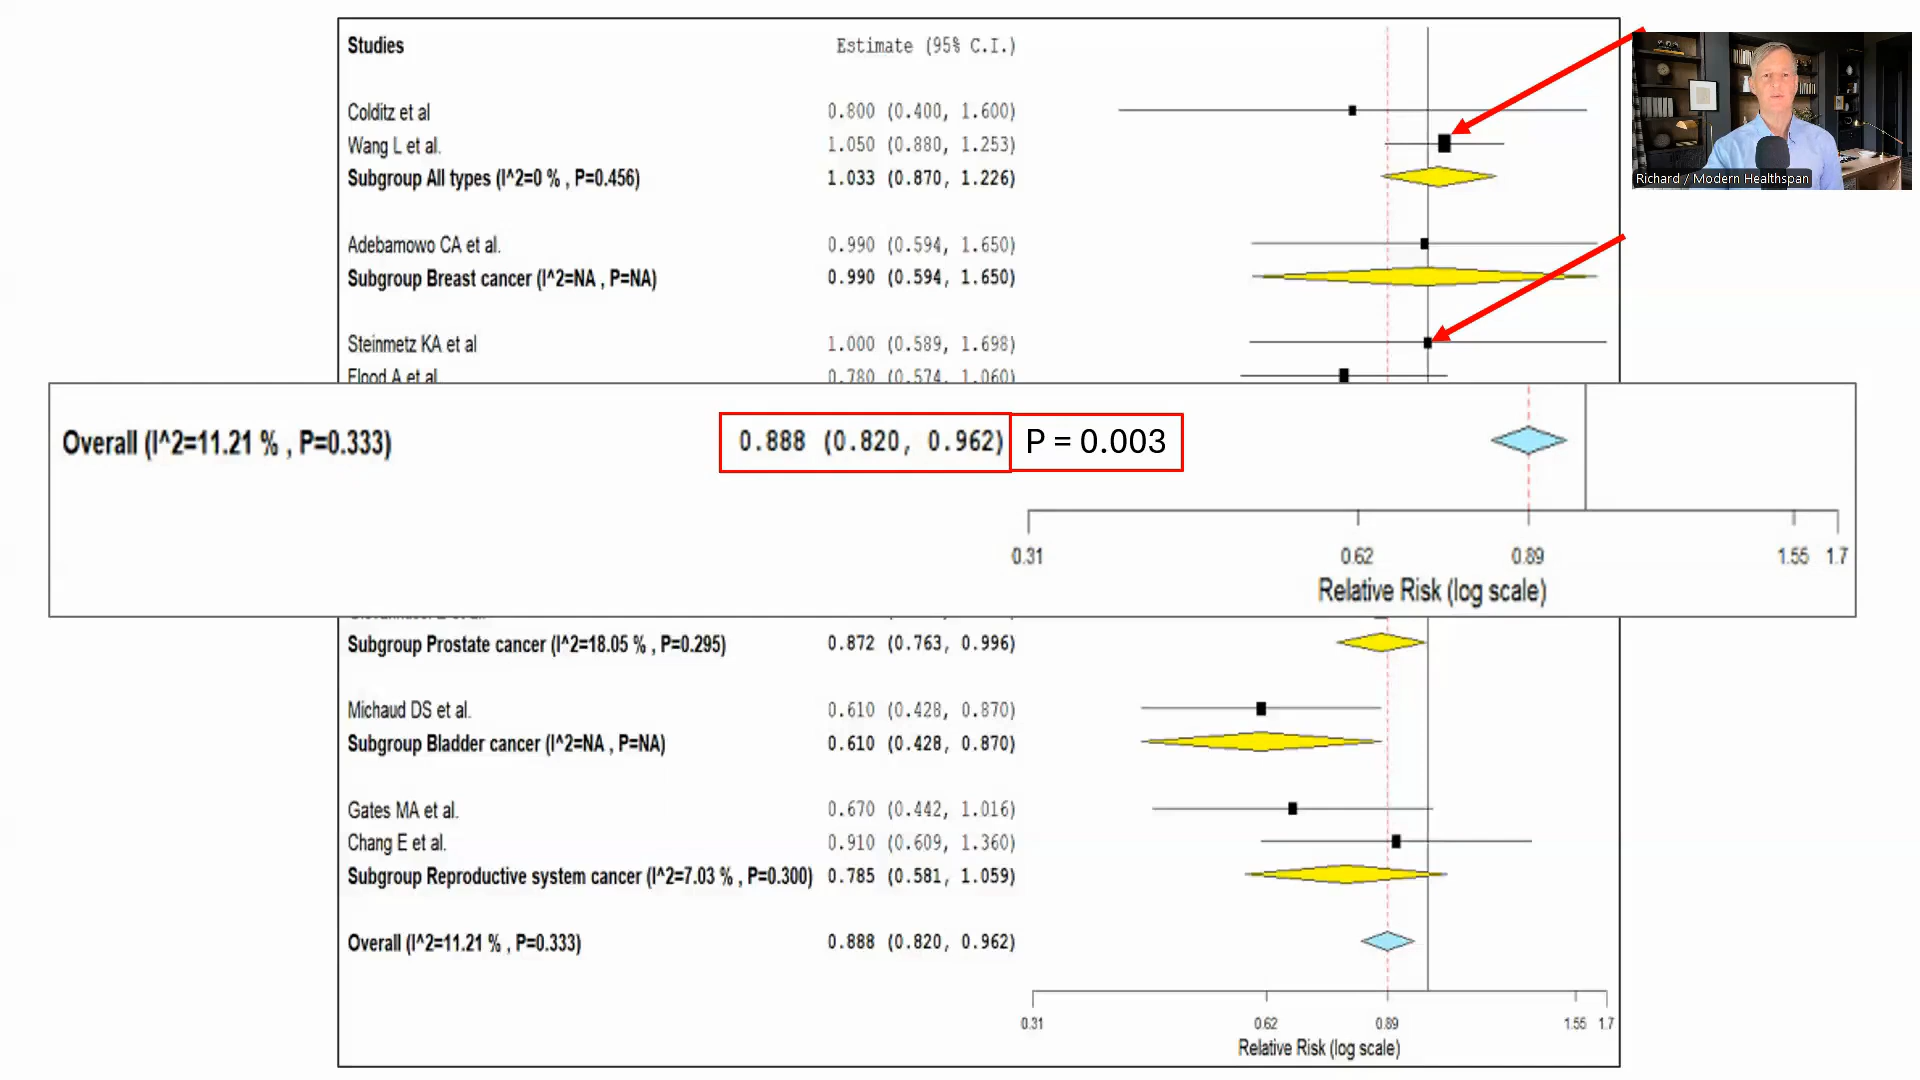 Studies Estimate (95% C.I.)
Colditz et al 0.800 (0.400, 1.600)
Wang L et al. 1.050 (0.880, 1.253)
Subgroup All types (I^2=0 % , P=0.456) 1.033 (0.870, 1.226)
Richard / Modern Healthspan
Adebamowo CA et al. 0.990 (0.594, 1.650)
Subgroup Breast cancer (I^2=NA , P=NA) 0.990 (0.594, 1.650)
Steinmetz KA et al 1.000 (0.589, 1.698)
Flood A et al 0.780 (0.574, 1.060)
Overall (I^2=11.21 % , P=0.333) 0.888 (0.820, 0.962) P = 0.003
0.31 0.62 0.89 1.55 1.7
Relative Risk (log scale)
Subgroup Prostate cancer (I^2=18.05 % , P=0.295) 0.872 (0.763, 0.996)
Michaud DS et al. 0.610 (0.428, 0.870)
Subgroup Bladder cancer (I^2=NA , P=NA) 0.610 (0.428, 0.870)
Gates MA et al. 0.670 (0.442, 1.016)
Chang E et al. 0.910 (0.609, 1.360)
Subgroup Reproductive system cancer (I^2=7.03 % , P=0.300) 0.785 (0.581, 1.059)
Overall (I^2=11.21 % , P=0.333) 0.888 (0.820, 0.962)
0.31 0.62 0.89 1.55 1.7
Relative Risk (log scale)